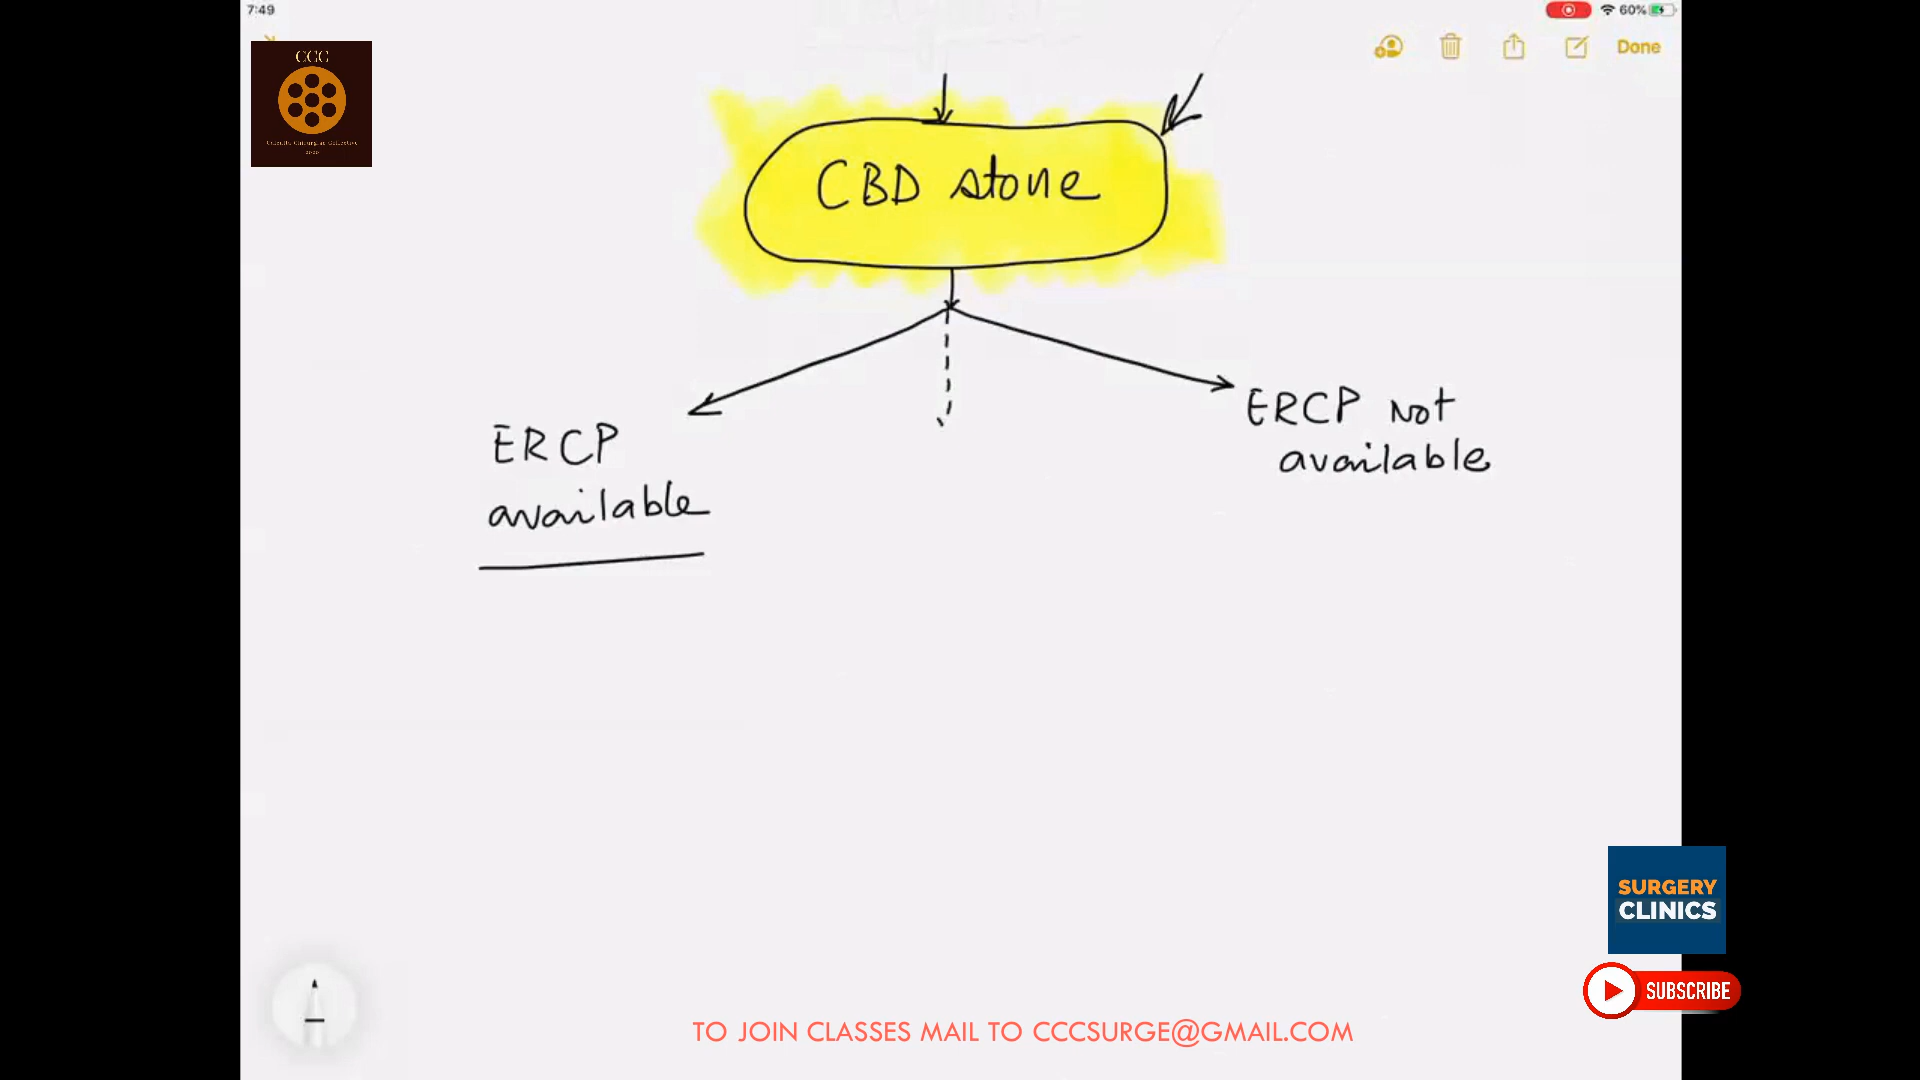 7:49
60%
CCC
2020
Done
CBD stone
ERCP
available
ERCP Not
available
SURGERY
CLINICS
SUBSCRIBE
TO JOIN CLASSES MAIL TO CCCSURGE@GMAIL.COM